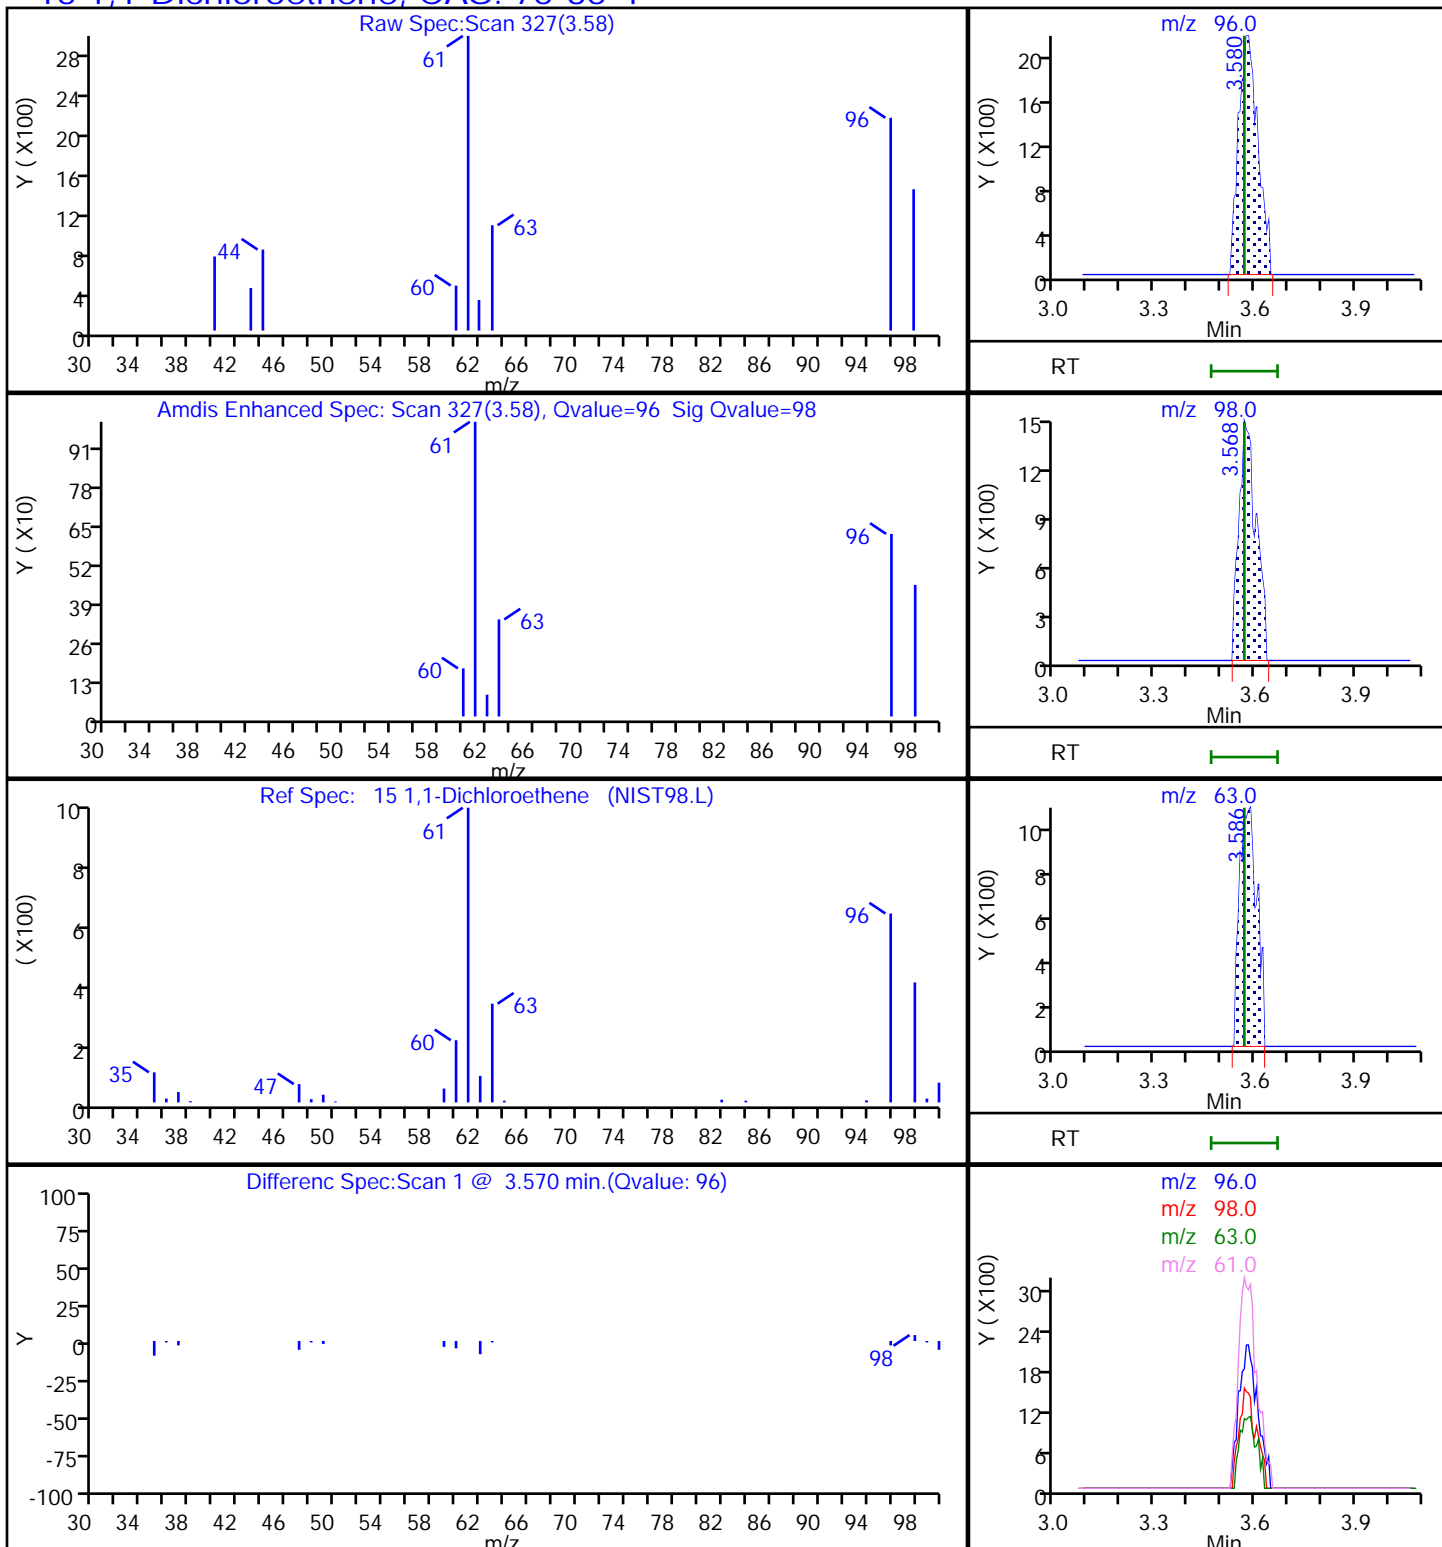 Raw Spec:Scan 327(3.58)
Y ( X100)
28
24
20
16
12
8
4
0
61
96
44
63
60
30 34 38 42 46 50 54 58 62 66 70 74 78 82 86 90 94 98
m/z
m/z 96.0
Y ( X100)
20
16
12
8
4
0
3.580
3.0 3.3 3.6 3.9
Min
RT
Amdis Enhanced Spec: Scan 327(3.58), Qvalue=96 Sig Qvalue=98
Y ( X10)
91
78
65
52
39
26
13
0
61
96
63
60
30 34 38 42 46 50 54 58 62 66 70 74 78 82 86 90 94 98
m/z
m/z 98.0
Y ( X100)
15
12
9
6
3
0
3.568
3.0 3.3 3.6 3.9
Min
RT
Ref Spec: 15 1,1-Dichloroethene (NIST98.L)
( X100)
10
8
6
4
2
0
61
96
63
60
35
47
30 34 38 42 46 50 54 58 62 66 70 74 78 82 86 90 94 98
m/z 63.0
Y ( X100)
10
8
6
4
2
0
3.586
3.0 3.3 3.6 3.9
Min
RT
Differenc Spec:Scan 1 @ 3.570 min.(Qvalue: 96)
Y
100
75
50
25
0
-25
-50
-75
-100
98
30 34 38 42 46 50 54 58 62 66 70 74 78 82 86 90 94 98
m/z
m/z 96.0
m/z 98.0
m/z 63.0
m/z 61.0
Y ( X100)
30
24
18
12
6
0
3.0 3.3 3.6 3.9
Min